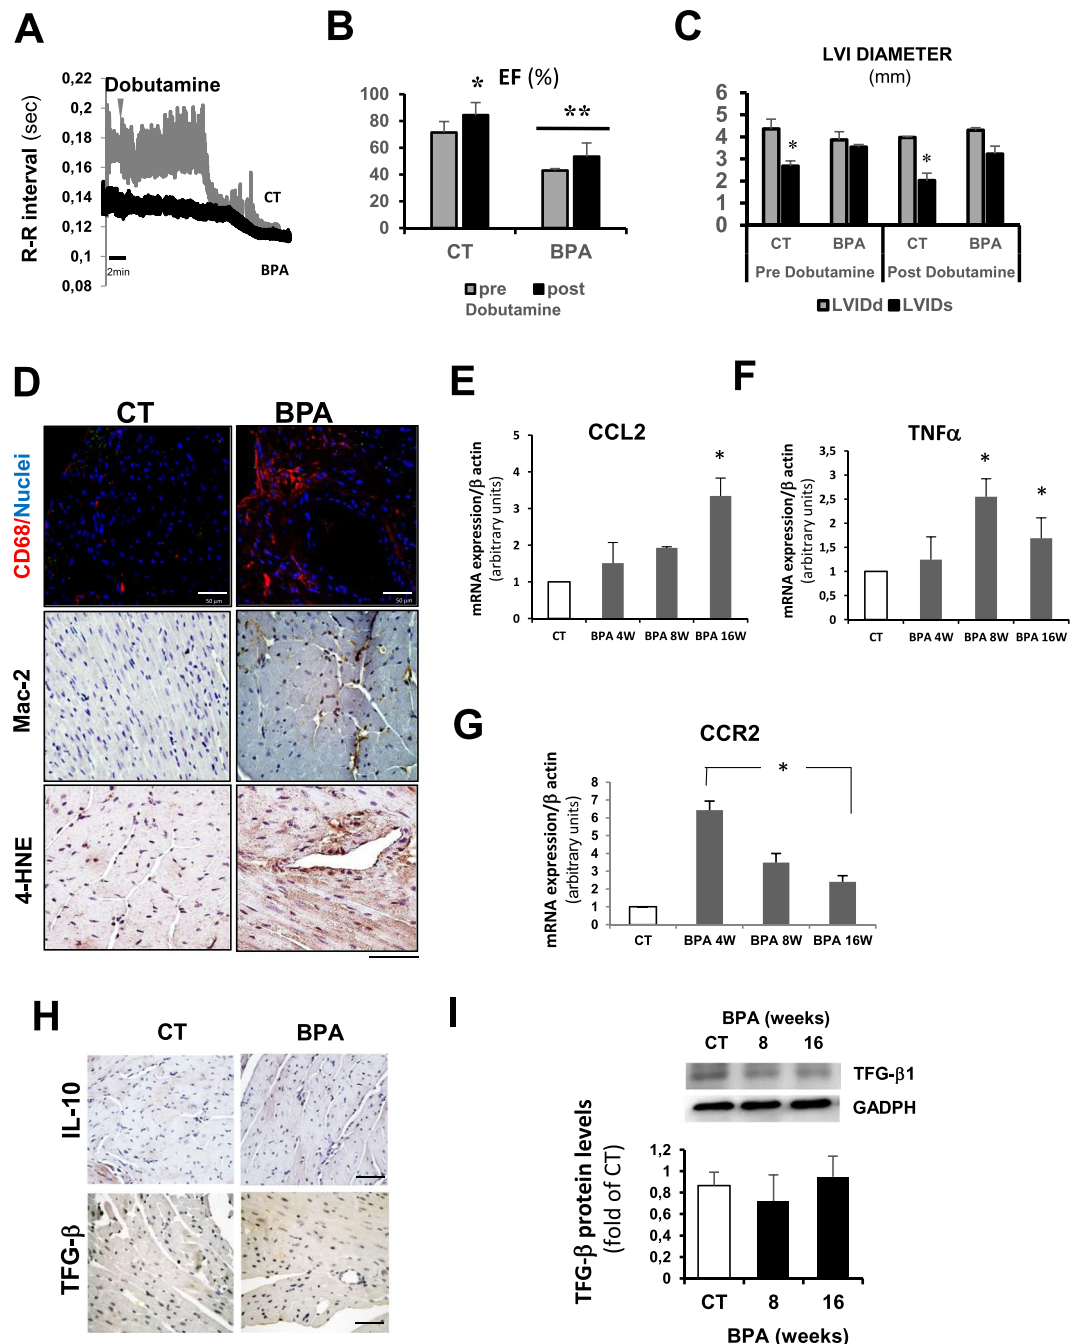 A
0,22
0,2
0,18
0,16
0,14
0,12
0,1
0,08
R-R interval (sec)
Dobutamine
CT
BPA
2min
B
EF (%)
100
80
60
40
20
0
*
**
CT
BPA
pre
post
Dobutamine
C
LVI DIAMETER
(mm)
6
5
4
3
2
1
0
*
*
CT
BPA
CT
BPA
Pre Dobutamine
Post Dobutamine
LVIDd
LVIDs
D
CT
BPA
CD68/Nuclei
50 µm
50 µm
Mac-2
4-HNE
E
CCL2
mRNA expression/β actin
(arbitrary units)
5
4
3
2
1
0
*
CT
BPA 4W
BPA 8W
BPA 16W
F
TNFα
mRNA expression/β actin
(arbitrary units)
3,5
3
2,5
2
1,5
1
0,5
0
*
*
CT
BPA 4W
BPA 8W
BPA 16W
G
CCR2
mRNA expression/β actin
(arbitrary units)
8
7
6
5
4
3
2
1
0
*
CT
BPA 4W
BPA 8W
BPA 16W
H
CT
BPA
IL-10
TFG-β
I
BPA (weeks)
CT
8
16
TFG-β1
GADPH
TFG-β protein levels
(fold of CT)
1,2
1
0,8
0,6
0,4
0,2
0
CT
8
16
BPA (weeks)